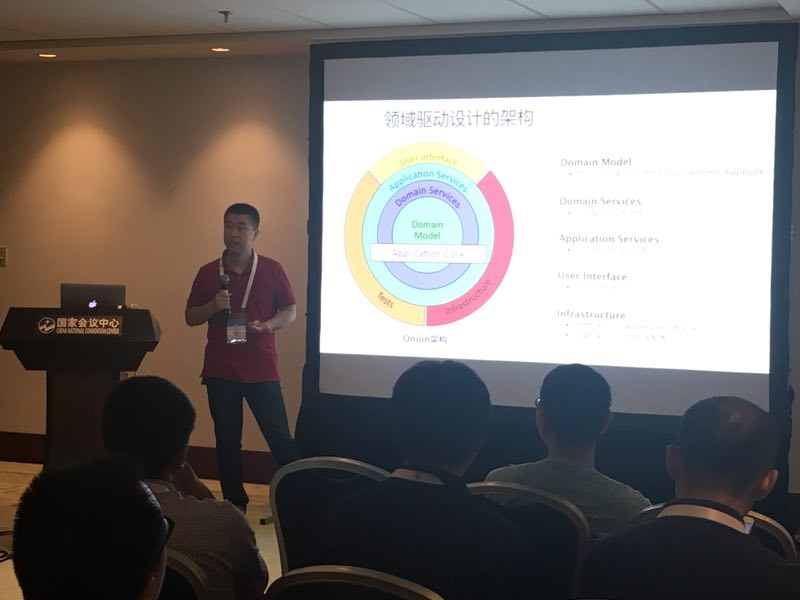 领域驱动设计的架构
User interface
Application Services
Domain Services
Domain
Model
Application Core
Tests
Infrastructure
Onion架构
Domain Model
Aggregate
Domain Services
Application Services
User Interface
Infrastructure
国家会议中心
CHINA NATIONAL CONVENTION CENTER